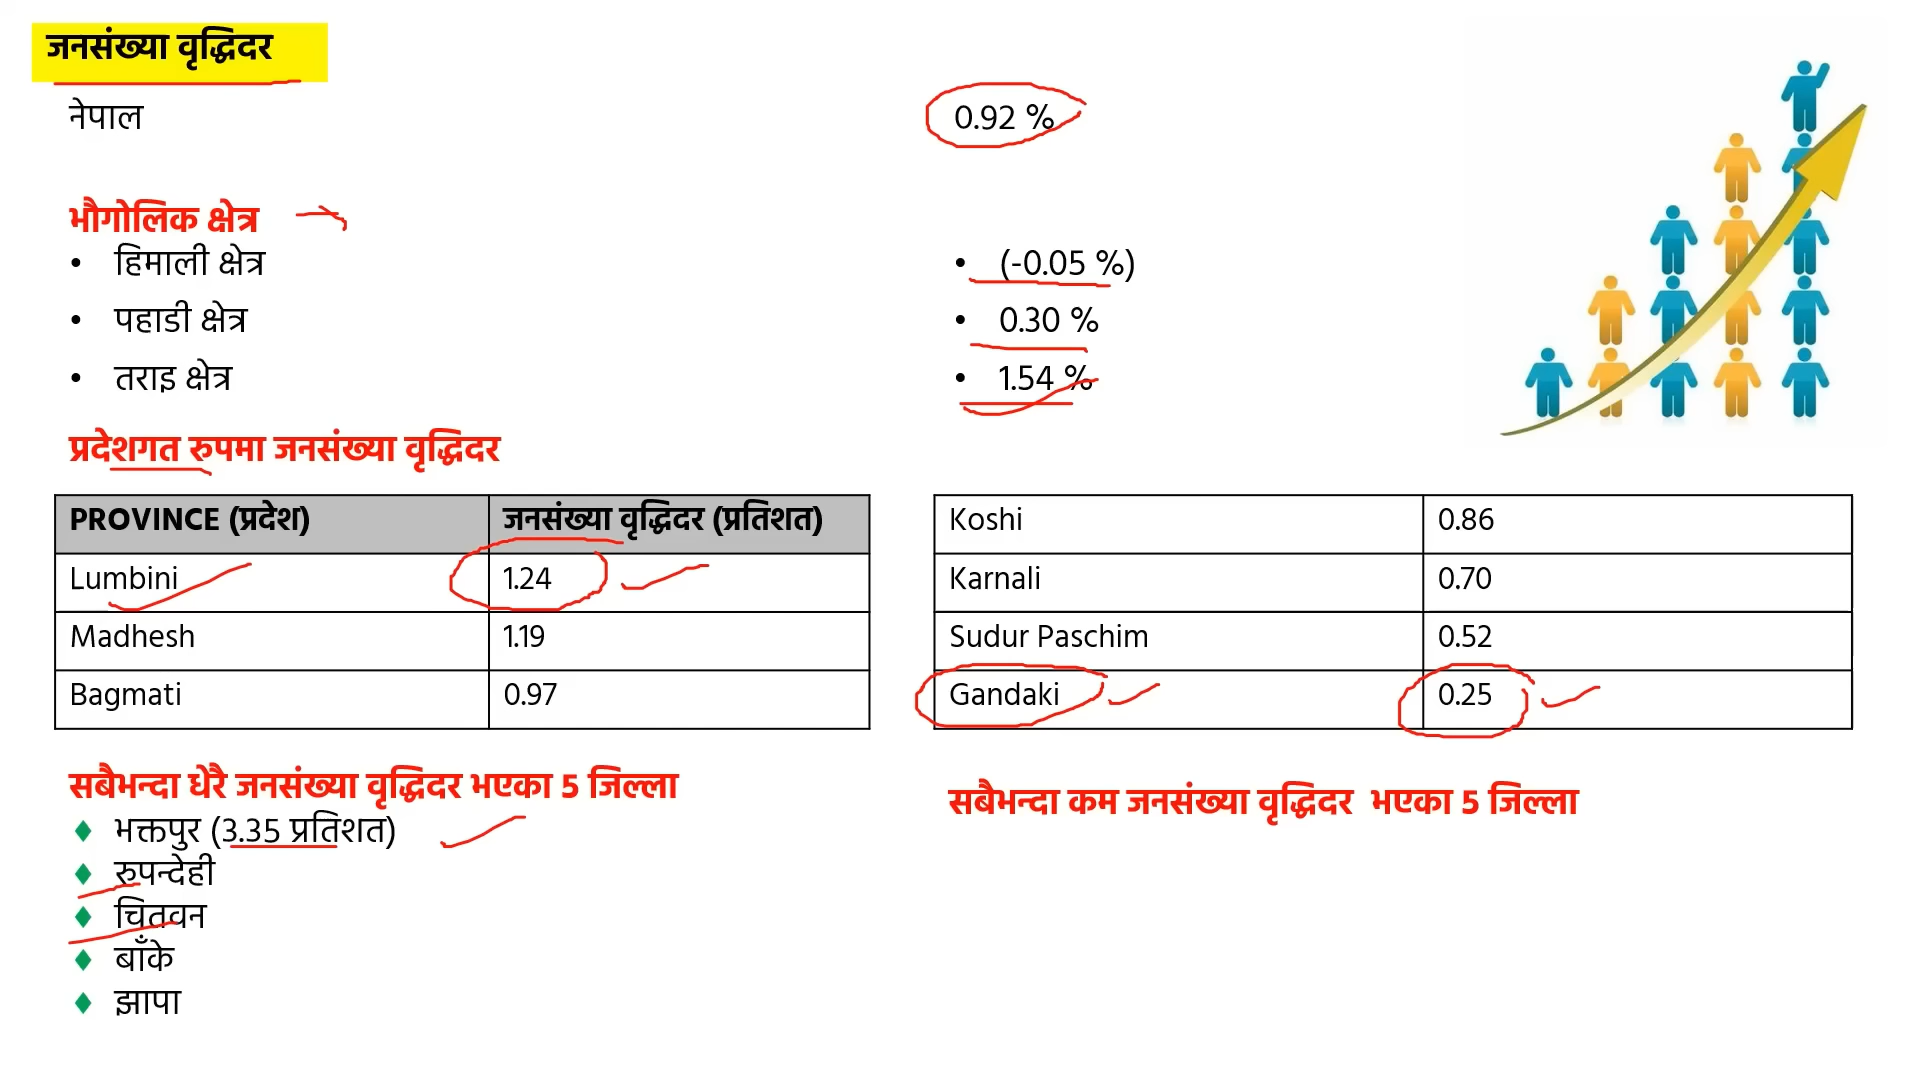 जनसंख्या वृद्धिदर
नेपाल
0.92 %
भौगोलिक क्षेत्र
• हिमाली क्षेत्र
• (-0.05 %)
• पहाडी क्षेत्र
• 0.30 %
• तराइ क्षेत्र
• 1.54 %
प्रदेशगत रुपमा जनसंख्या वृद्धिदर
PROVINCE (प्रदेश) जनसंख्या वृद्धिदर (प्रतिशत)
Lumbini 1.24
Madhesh 1.19
Bagmati 0.97
Koshi 0.86
Karnali 0.70
Sudur Paschim 0.52
Gandaki 0.25
सबैभन्दा धेरै जनसंख्या वृद्धिदर भएका 5 जिल्ला
♦ भक्तपुर (3.35 प्रतिशत)
♦ रुपन्देही
♦ चितवन
♦ बाँके
♦ झापा
सबैभन्दा कम जनसंख्या वृद्धिदर भएका 5 जिल्ला